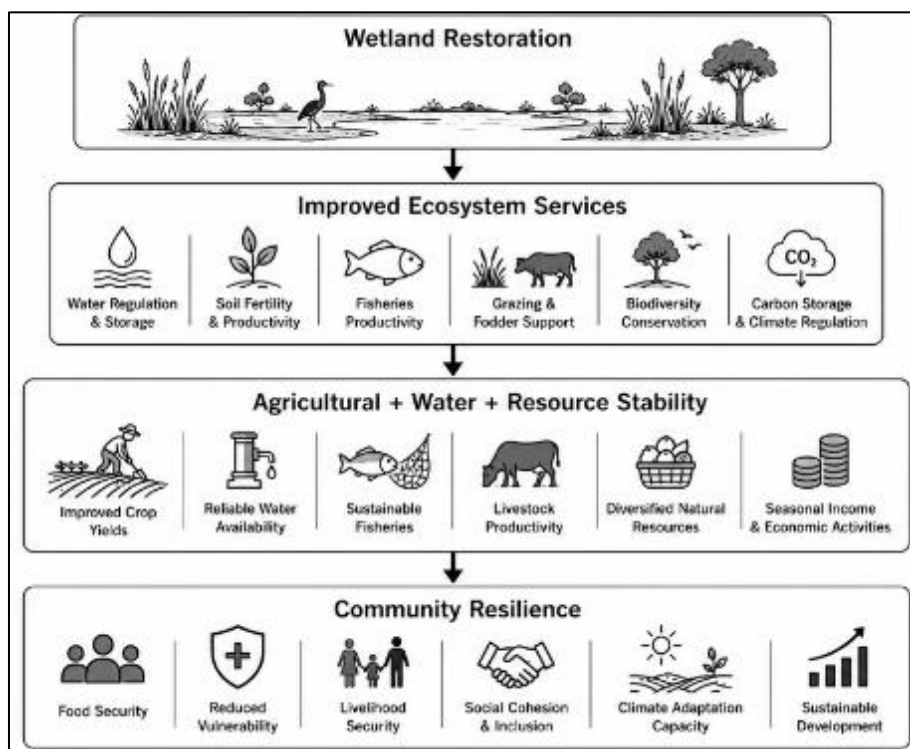 Wetland Restoration
Improved Ecosystem Services
Water Regulation
& Storage
Soil Fertility
& Productivity
Fisheries
Productivity
Grazing &
Fodder Support
Biodiversity
Conservation
CO₂
Carbon Storage
& Climate Regulation
Agricultural + Water + Resource Stability
Improved Crop
Yields
Reliable Water
Availability
Sustainable
Fisheries
Livestock
Productivity
Diversified Natural
Resources
Seasonal Income
& Economic Activities
Community Resilience
Food Security
Reduced
Vulnerability
Livelihood
Security
Social Cohesion
& Inclusion
Climate Adaptation
Capacity
Sustainable
Development